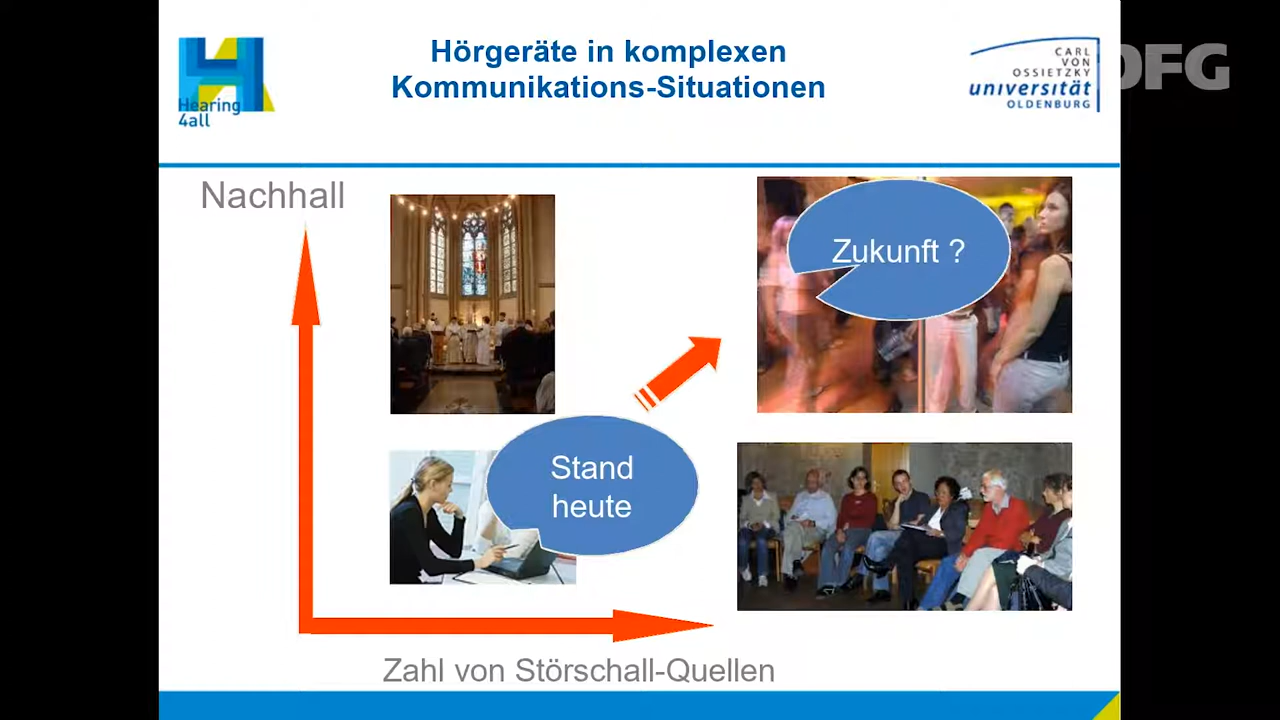 Hörgeräte in komplexen
Kommunikations-Situationen
Hearing
4all
CARL
VON
OSSIETZKY
universität
OLDENBURG
DFG
Nachhall
Zukunft ?
Stand
heute
Zahl von Störschall-Quellen